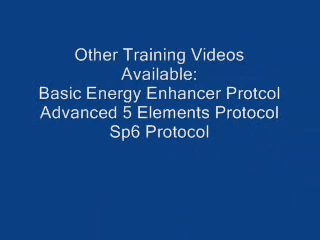 Other Training Videos
Available:
Basic Energy Enhancer Protcol
Advanced 5 Elements Protocol
Sp6 Protocol